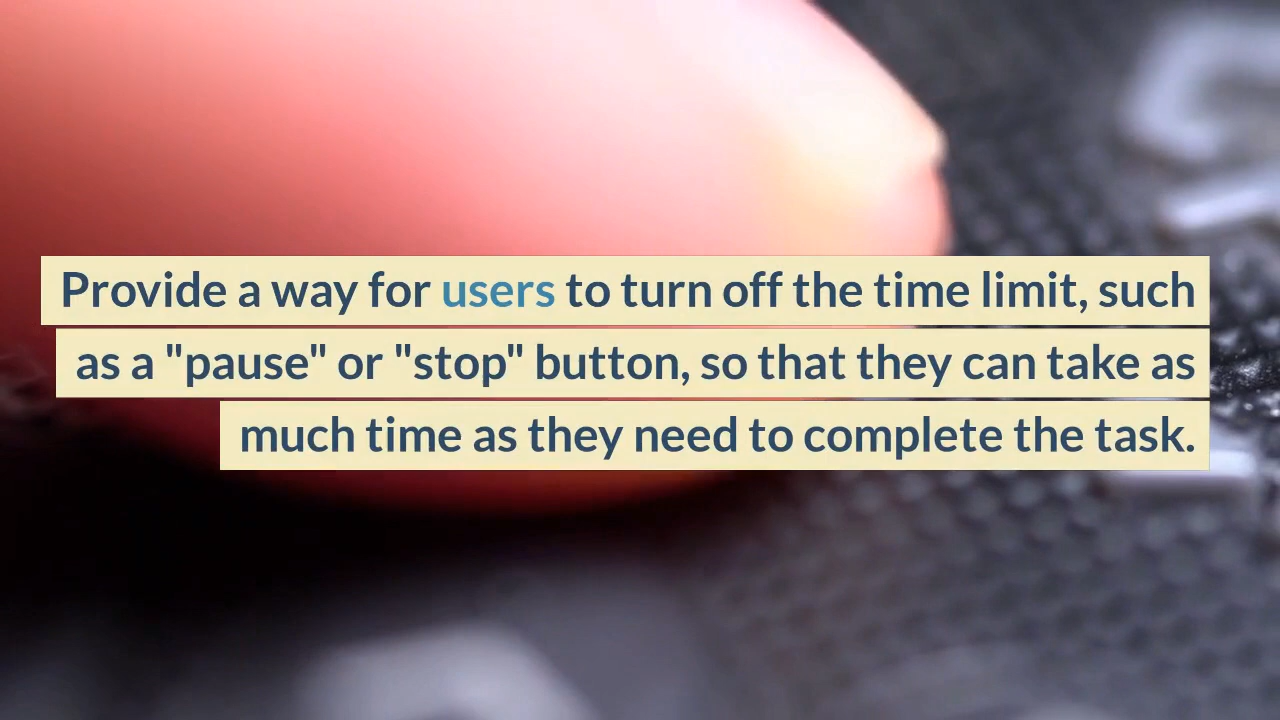 Provide a way for users to turn off the time limit, such
as a "pause" or "stop" button, so that they can take as
much time as they need to complete the task.